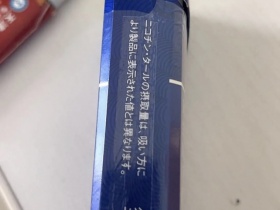 ニコチン・タールの摂取量は、吸い方に
より製品に表示された値とは異なります。